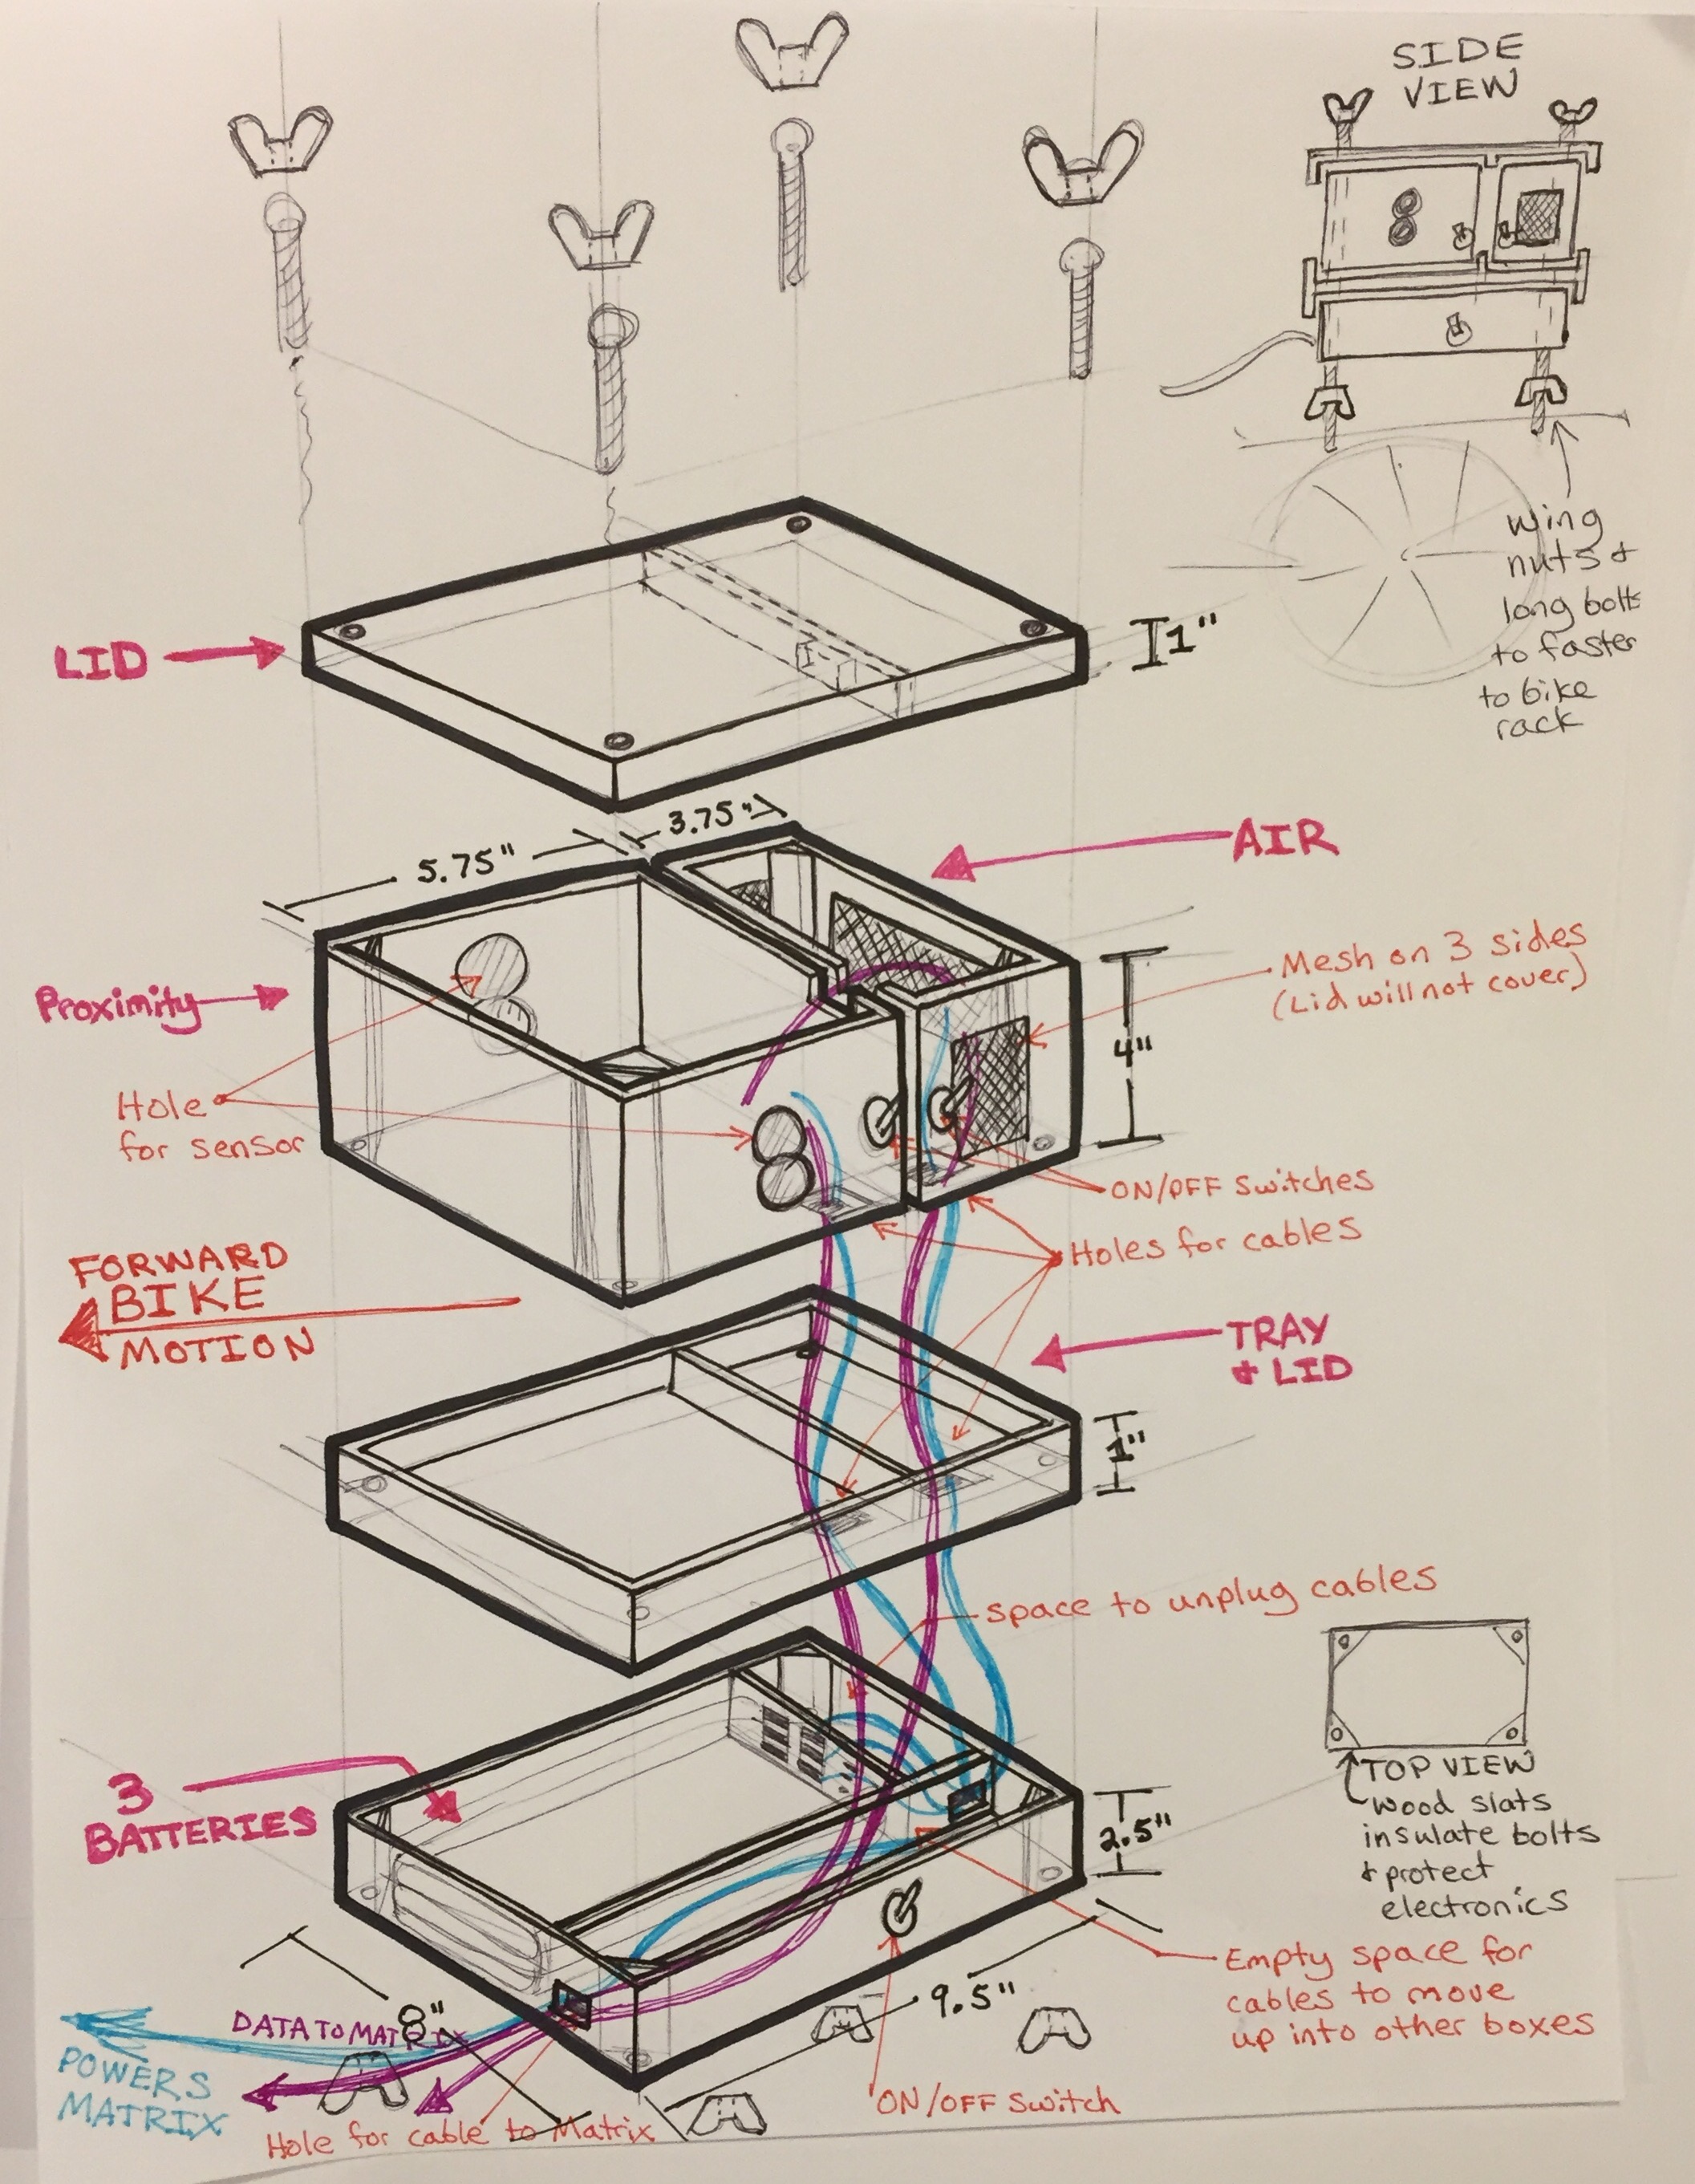 SIDE
VIEW
wing
nuts &
long bolts
to faster
to bike
rack
LID
1"
3.75"
5.75"
AIR
Mesh on 3 sides
(Lid will not cover)
Proximity
4"
Hole
for sensor
ON/OFF switches
Holes for cables
FORWARD
BIKE
MOTION
TRAY
& LID
1"
space to unplug cables
TOP VIEW
wood slats
insulate bolts
& protect
electronics
3
BATTERIES
2.5"
Empty space for
cables to move
up into other boxes
9.5"
8"
DATA TO MATRIX
POWERS
MATRIX
ON/OFF Switch
Hole for cable to Matrix